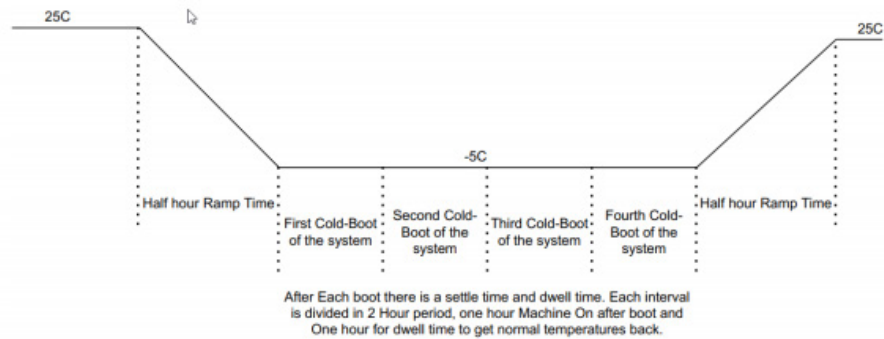 25C
25C
-5C
Half hour Ramp Time
First Cold-Boot
of the system
Second Cold-
Boot of the
system
Third Cold-Boot
of the system
Fourth Cold-
Boot of the
system
Half hour Ramp Time
After Each boot there is a settle time and dwell time. Each interval
is divided in 2 Hour period, one hour Machine On after boot and
One hour for dwell time to get normal temperatures back.